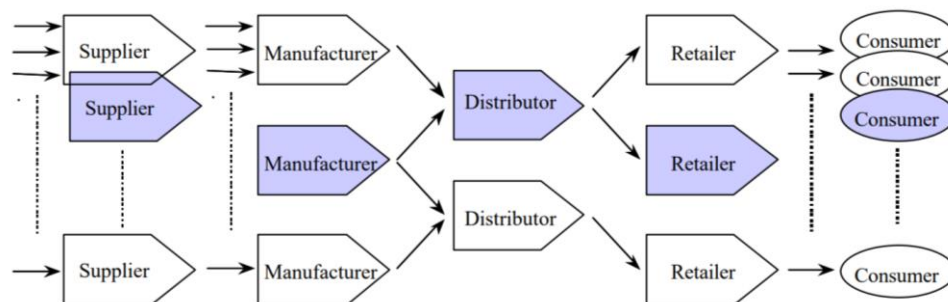 Supplier
Manufacturer
Retailer
Consumer
Consumer
Supplier
Distributor
Consumer
Manufacturer
Retailer
Distributor
Supplier
Manufacturer
Retailer
Consumer